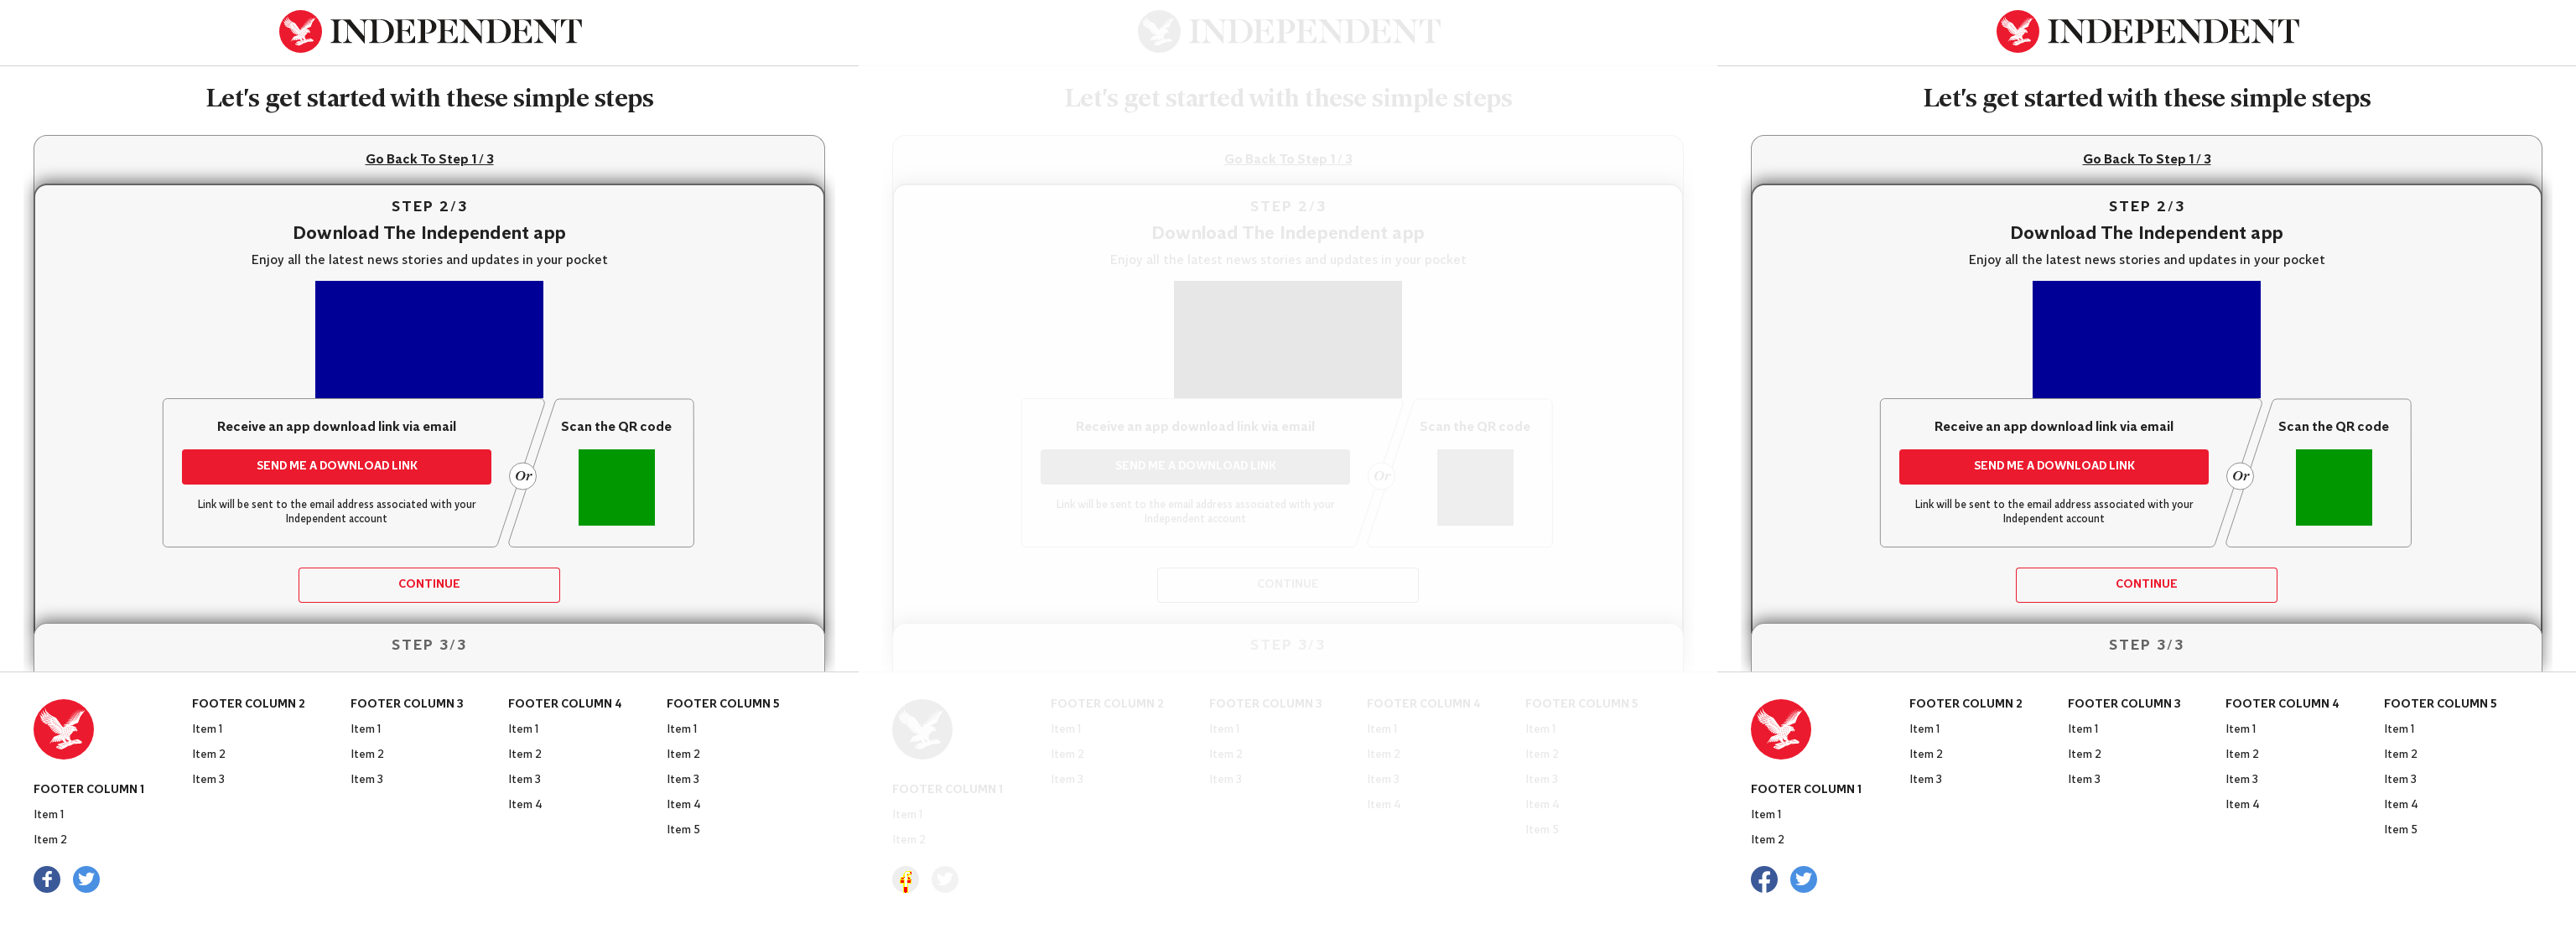 INDEPENDENT
Let's get started with these simple steps
Go Back To Step 1 / 3
STEP 2/3
Download The Independent app
Enjoy all the latest news stories and updates in your pocket
Receive an app download link via email
Scan the QR code
SEND ME A DOWNLOAD LINK
Or
Link will be sent to the email address associated with your
Independent account
CONTINUE
STEP 3/3
FOOTER COLUMN 2
Item 1
Item 2
Item 3
FOOTER COLUMN 3
Item 1
Item 2
Item 3
FOOTER COLUMN 4
Item 1
Item 2
Item 3
Item 4
FOOTER COLUMN 5
Item 1
Item 2
Item 3
Item 4
Item 5
FOOTER COLUMN 1
Item 1
Item 2
INDEPENDENT
Let's get started with these simple steps
Go Back To Step 1 / 3
STEP 2/3
Download The Independent app
Enjoy all the latest news stories and updates in your pocket
Receive an app download link via email
Scan the QR code
SEND ME A DOWNLOAD LINK
Or
Link will be sent to the email address associated with your
Independent account
CONTINUE
STEP 3/3
FOOTER COLUMN 2
Item 1
Item 2
Item 3
FOOTER COLUMN 3
Item 1
Item 2
Item 3
FOOTER COLUMN 4
Item 1
Item 2
Item 3
Item 4
FOOTER COLUMN 5
Item 1
Item 2
Item 3
Item 4
Item 5
FOOTER COLUMN 1
Item 1
Item 2
INDEPENDENT
Let's get started with these simple steps
Go Back To Step 1 / 3
STEP 2/3
Download The Independent app
Enjoy all the latest news stories and updates in your pocket
Receive an app download link via email
Scan the QR code
SEND ME A DOWNLOAD LINK
Or
Link will be sent to the email address associated with your
Independent account
CONTINUE
STEP 3/3
FOOTER COLUMN 2
Item 1
Item 2
Item 3
FOOTER COLUMN 3
Item 1
Item 2
Item 3
FOOTER COLUMN 4
Item 1
Item 2
Item 3
Item 4
FOOTER COLUMN 5
Item 1
Item 2
Item 3
Item 4
Item 5
FOOTER COLUMN 1
Item 1
Item 2